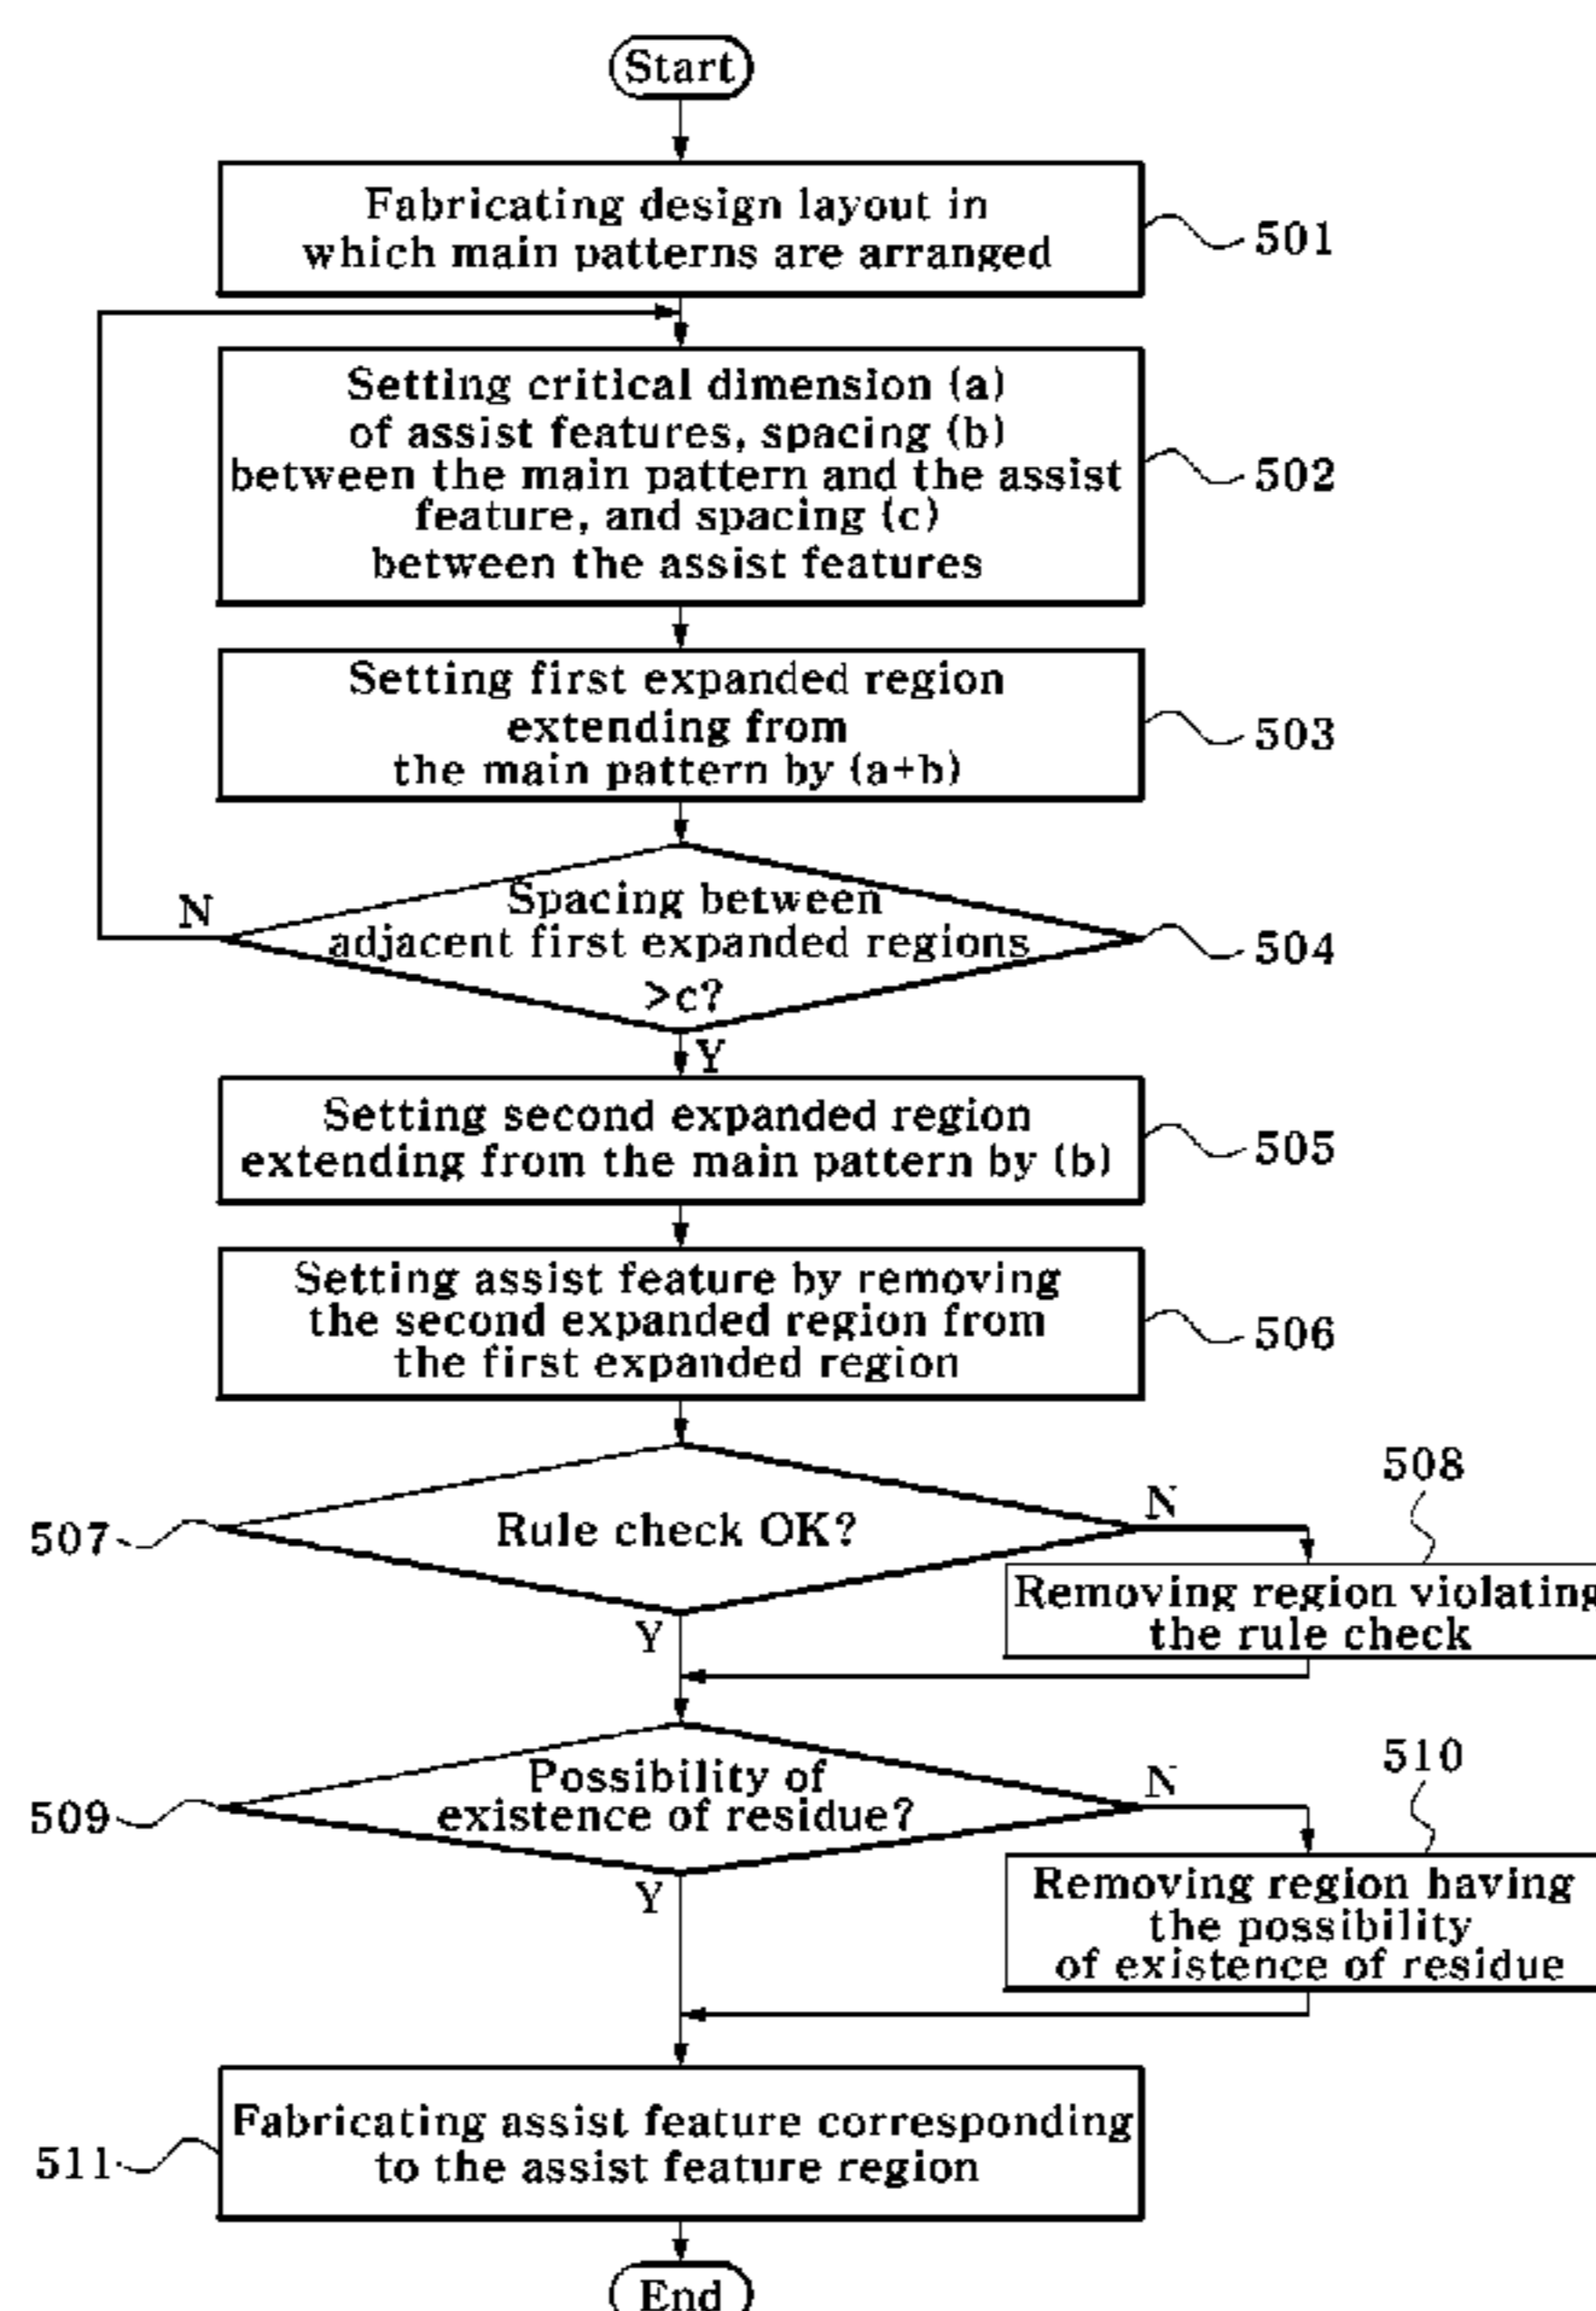 Start
Fabricating design layout in
which main patterns are arranged
501
Setting critical dimension (a)
of assist features, spacing (b)
between the main pattern and the assist
feature, and spacing (c)
between the assist features
502
Setting first expanded region
extending from
the main pattern by (a+b)
503
Spacing between
adjacent first expanded regions
>c?
N
504
Y
Setting second expanded region
extending from the main pattern by (b)
505
Setting assist feature by removing
the second expanded region from
the first expanded region
506
507
Rule check OK?
N
508
Removing region violating
the rule check
Y
509
Possibility of
existence of residue?
N
510
Removing region having
the possibility
of existence of residue
Y
511
Fabricating assist feature corresponding
to the assist feature region
End